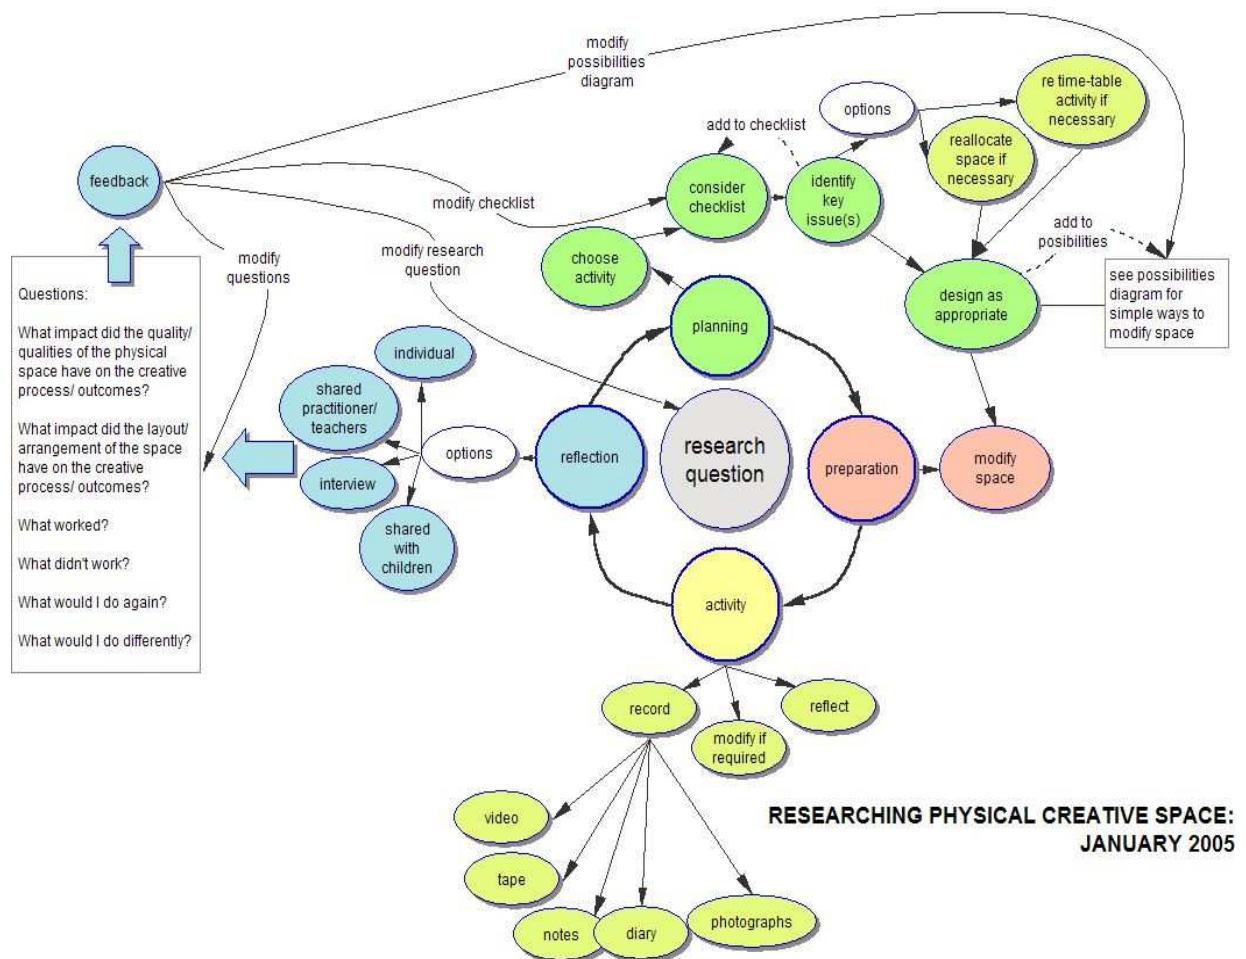 modify
possibilities
diagram
re time-table
activity if
necessary
options
add to checklist
reallocate
space if
necessary
feedback
consider
checklist
identify
key
issue(s)
modify checklist
add to
posibilities
modify research
question
modify
questions
choose
activity
see possibilities
diagram for
simple ways to
modify space
design as
appropriate
planning
Questions:
What impact did the quality/
qualities of the physical
space have on the creative
process/ outcomes?
What impact did the layout/
arrangement of the space
have on the creative
process/ outcomes?
What worked?
What didn't work?
What would I do again?
What would I do differently?
individual
shared
practitioner/
teachers
options
interview
shared
with
children
reflection
research
question
preparation
modify
space
activity
record
modify if
required
reflect
video
tape
notes
diary
photographs
RESEARCHING PHYSICAL CREATIVE SPACE:
JANUARY 2005